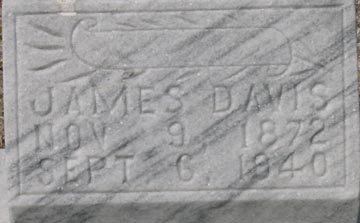 JAMES DAVIS
NOV. 9, 1872
SEPT. 6, 1940